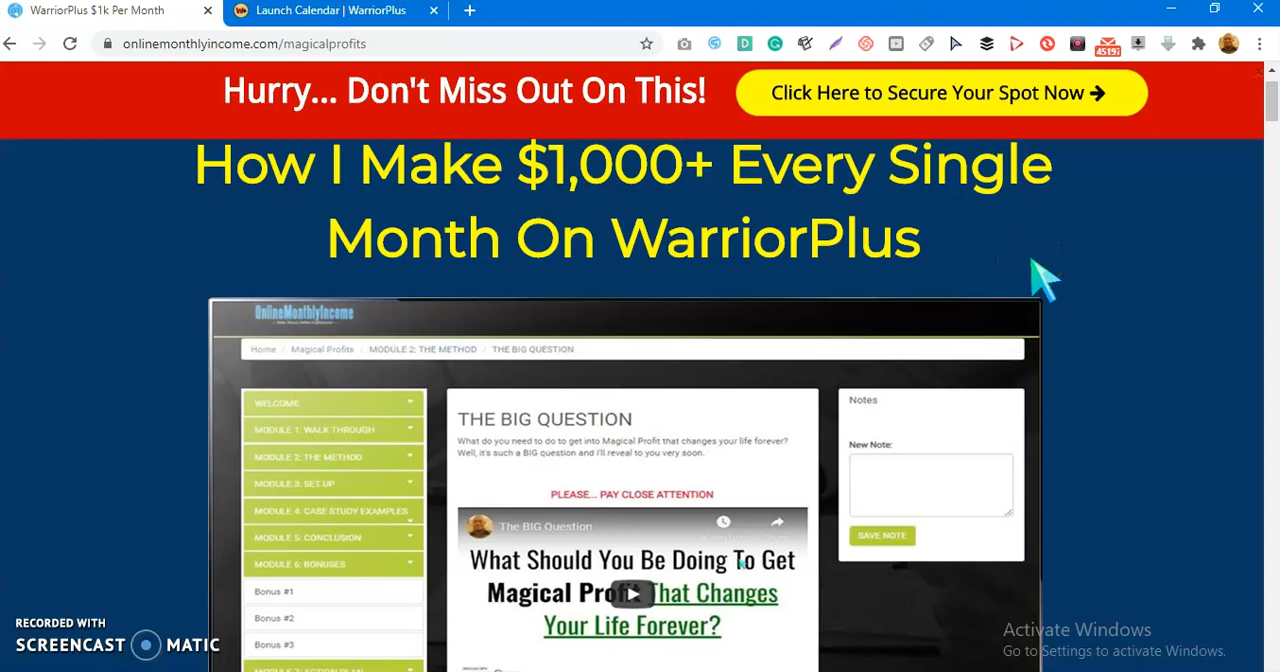 WarriorPlus $1k Per Month
Launch Calendar | WarriorPlus
onlinemonthlyincome.com/magicalprofits
45197
Hurry... Don't Miss Out On This!
Click Here to Secure Your Spot Now
How I Make $1,000+ Every Single
Month On WarriorPlus
OnlineMonthlyIncome
Home / Magical Profits / MODULE 2: THE METHOD / THE BIG QUESTION
WELCOME
MODULE 1: WALK THROUGH
MODULE 2: THE METHOD
MODULE 3: SET UP
MODULE 4: CASE STUDY EXAMPLES
MODULE 5: CONCLUSION
MODULE 6: BONUSES
Bonus #1
Bonus #2
Bonus #3
THE BIG QUESTION
What do you need to do to get into Magical Profit that changes your life forever?
Well, it's such a BIG question and I'll reveal to you very soon.
PLEASE... PAY CLOSE ATTENTION
The BIG Question
What Should You Be Doing To Get
Magical Profit That Changes
Your Life Forever?
Notes
New Note:
SAVE NOTE
RECORDED WITH
SCREENCAST MATIC
Activate Windows
Go to Settings to activate Windows.